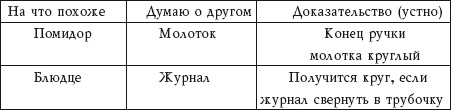 На что похоже Думаю о другом Доказательство (устно)
Помидор Молоток Конец ручки
молотка круглый
Блюдце Журнал Получится круг, если
журнал свернуть в трубочку